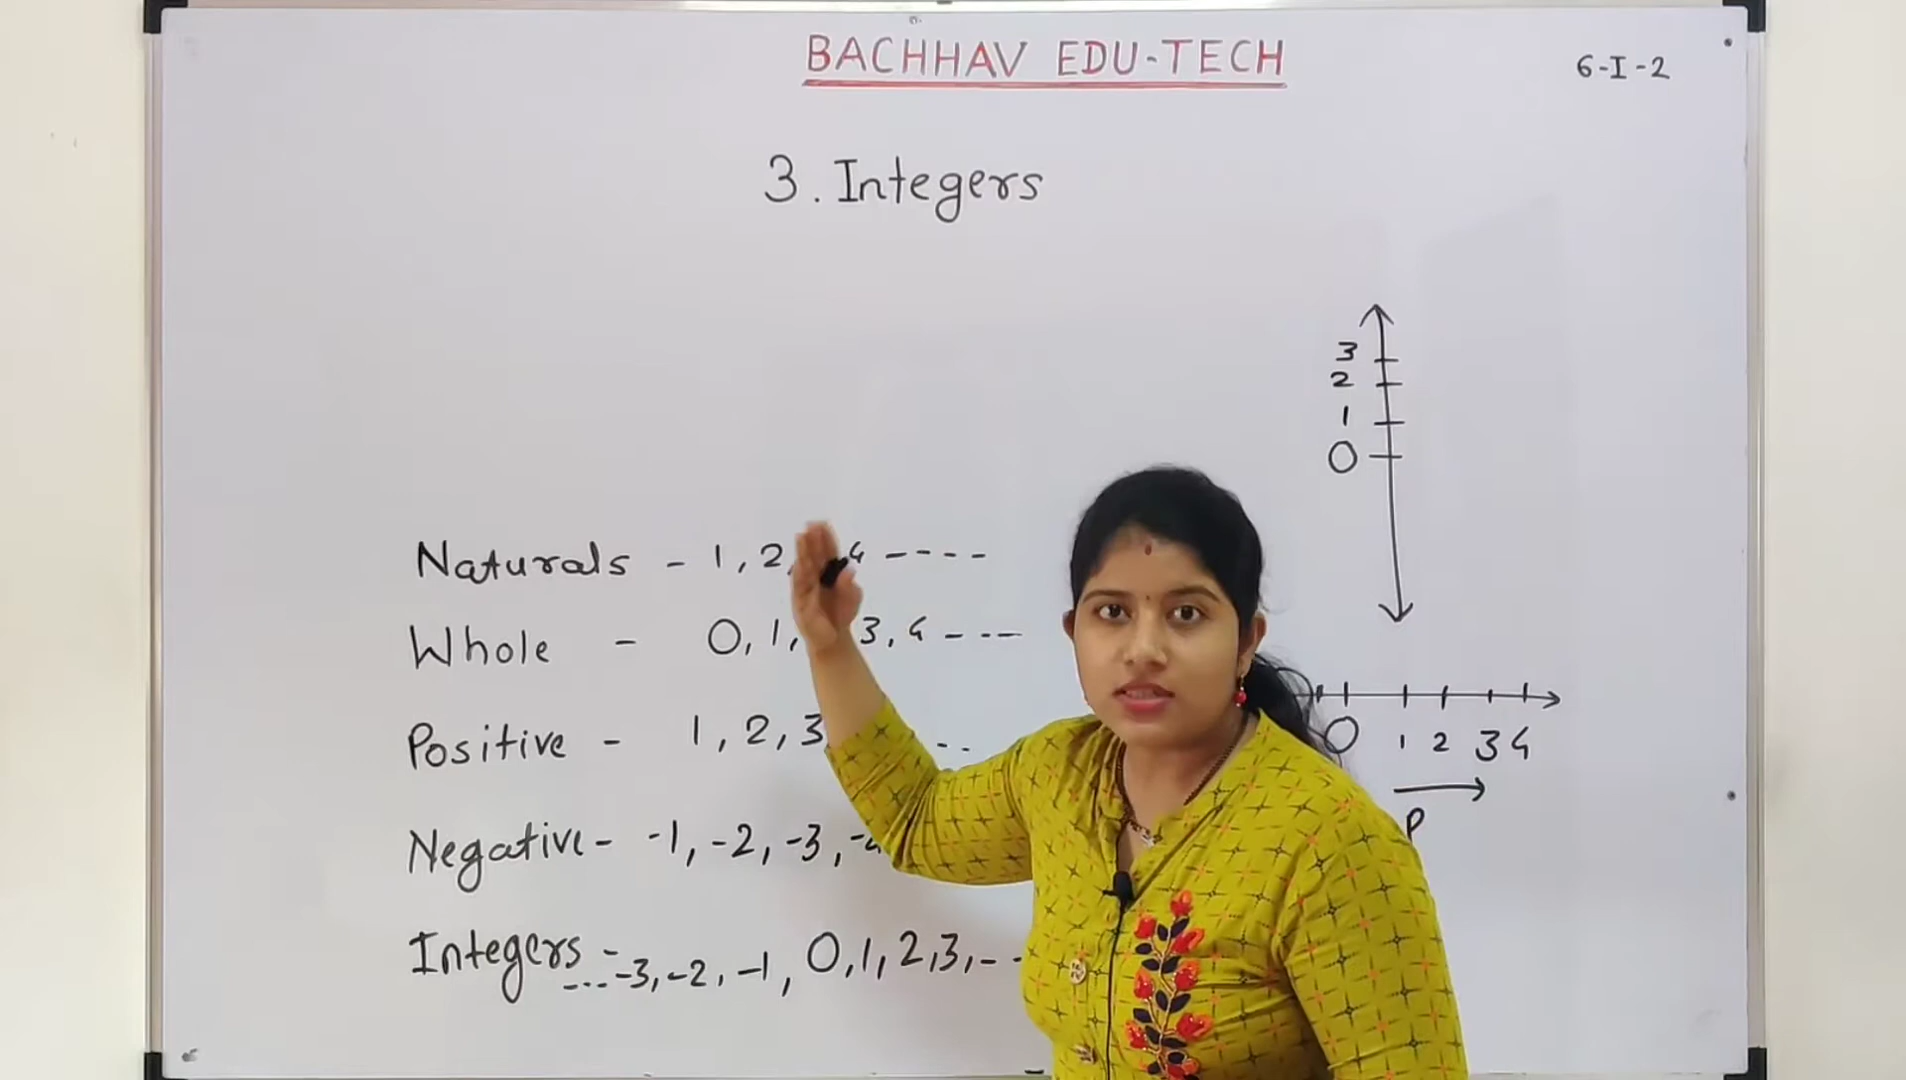 BACHHAV EDU-TECH
6-I-2
3. Integers
3
2
1
0
Naturals - 1, 2, 4 ----
Whole - 0, 1, 3, 4 ----
Positive - 1, 2, 3 --
Negative - -1, -2, -3, -4
Integers - ...-3, -2, -1, 0, 1, 2, 3, --
0 1 2 3 4
P